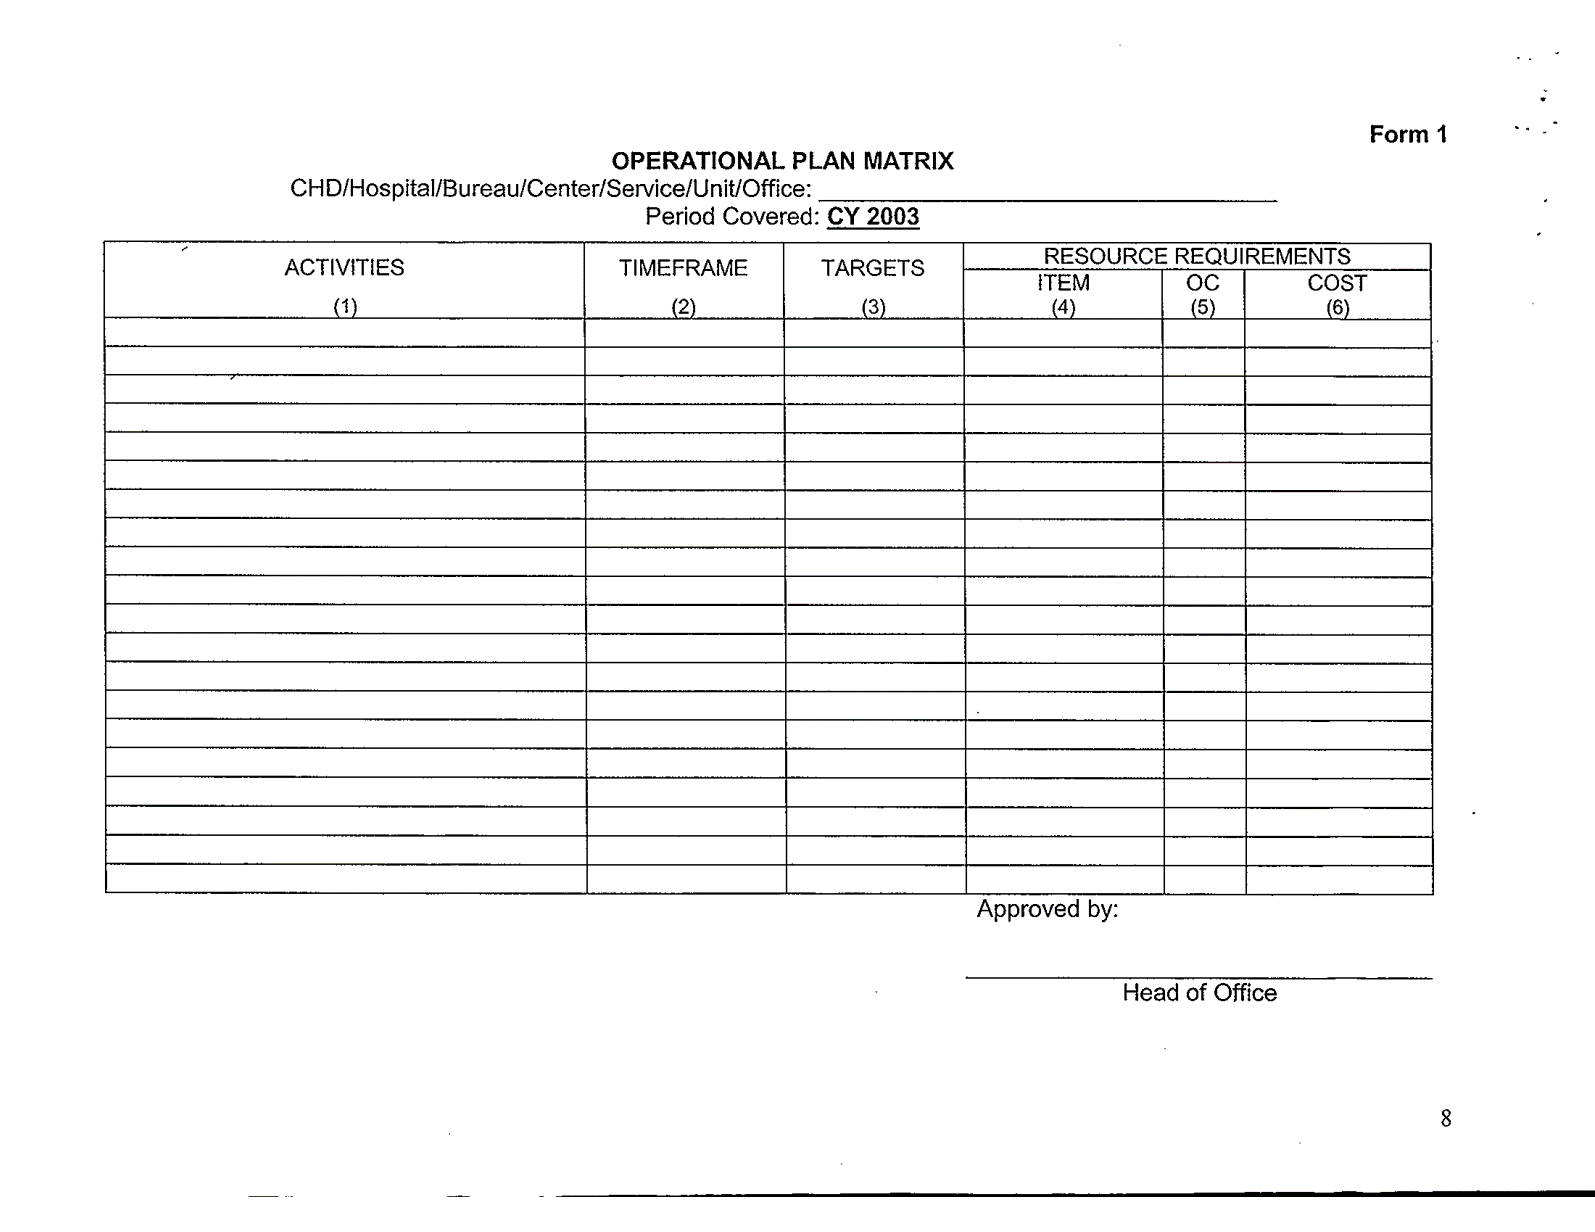 Form 1
OPERATIONAL PLAN MATRIX
CHD/Hospital/Bureau/Center/Service/Unit/Office:
Period Covered: CY 2003
ACTIVITIES TIMEFRAME TARGETS RESOURCE REQUIREMENTS
ITEM OC COST
(1) (2) (3) (4) (5) (6)
Approved by:
Head of Office
8